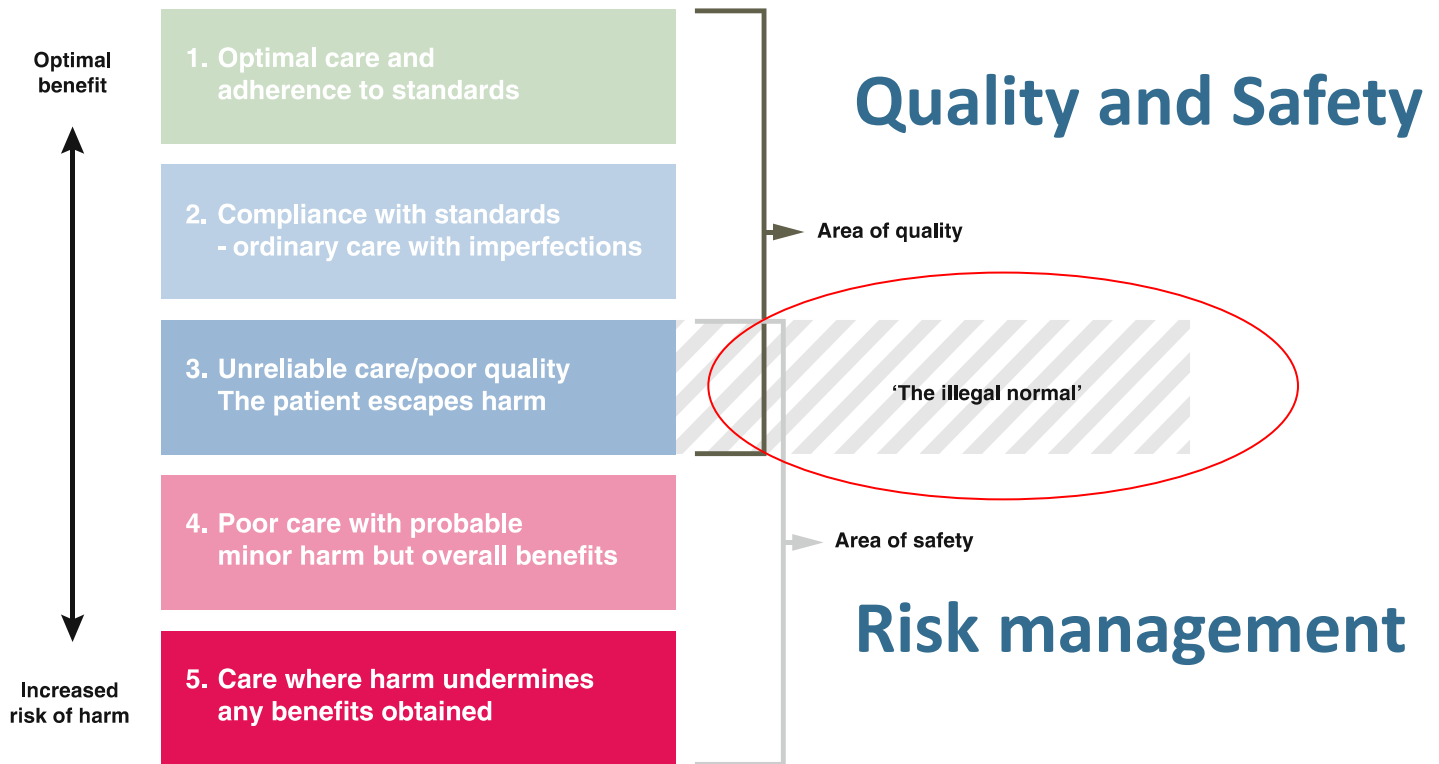 Optimal
benefit
1. Optimal care and
adherence to standards
Quality and Safety
2. Compliance with standards
- ordinary care with imperfections
Area of quality
3. Unreliable care/poor quality
The patient escapes harm
‘The illegal normal’
4. Poor care with probable
minor harm but overall benefits
Area of safety
Risk management
5. Care where harm undermines
any benefits obtained
Increased
risk of harm